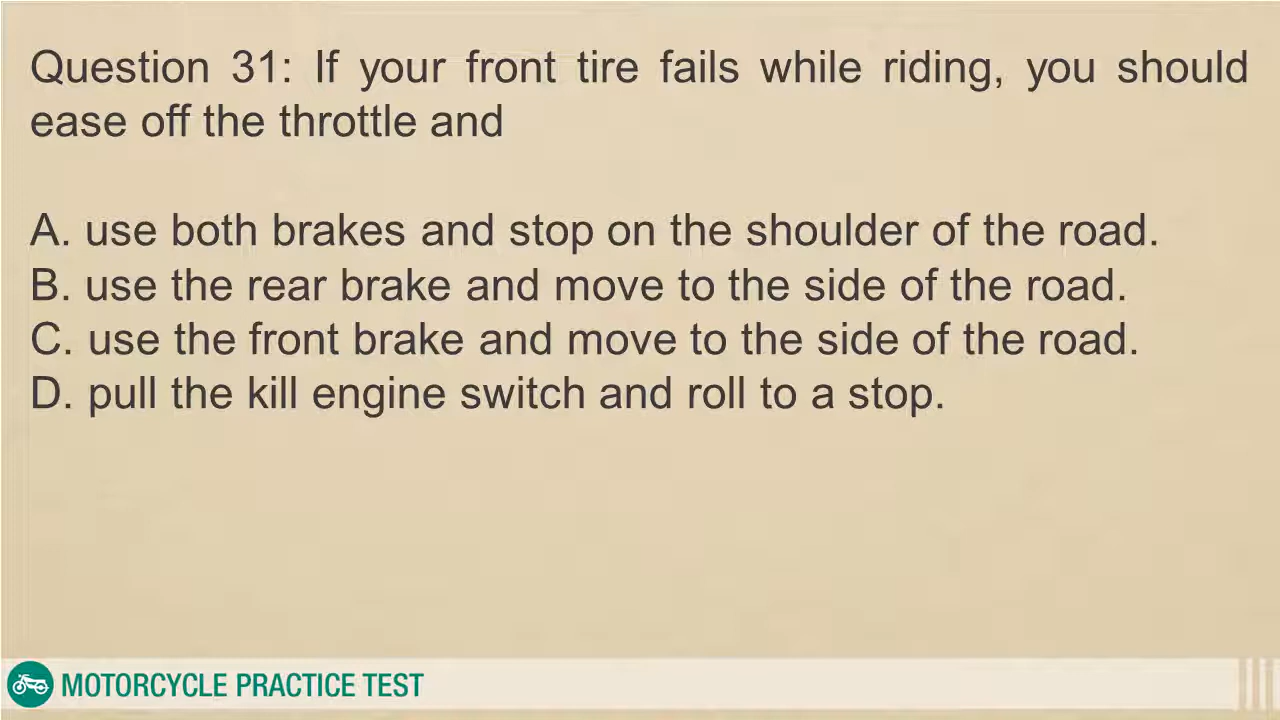 Question 31: If your front tire fails while riding, you should
ease off the throttle and
A. use both brakes and stop on the shoulder of the road.
B. use the rear brake and move to the side of the road.
C. use the front brake and move to the side of the road.
D. pull the kill engine switch and roll to a stop.
MOTORCYCLE PRACTICE TEST